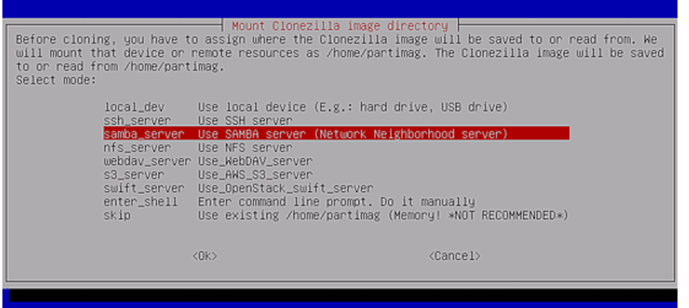 Mount Clonezilla image directory
Before cloning, you have to assign where the Clonezilla image will be saved to or read from. We
will mount that device or remote resources as /home/partimag. The Clonezilla image will be saved
to or read from /home/partimag.
Select mode:
local_dev Use local device (E.g.: hard drive, USB drive)
ssh_server Use SSH server
samba_server Use SAMBA server (Network Neighborhood server)
nfs_server Use NFS server
webdav_server Use_WebDAV_server
s3_server Use_AWS_S3_server
swift_server Use_OpenStack_swift_server
enter_shell Enter command line prompt. Do it manually
skip Use existing /home/partimag (Memory! *NOT RECOMMENDED*)
<Ok> <Cancel>